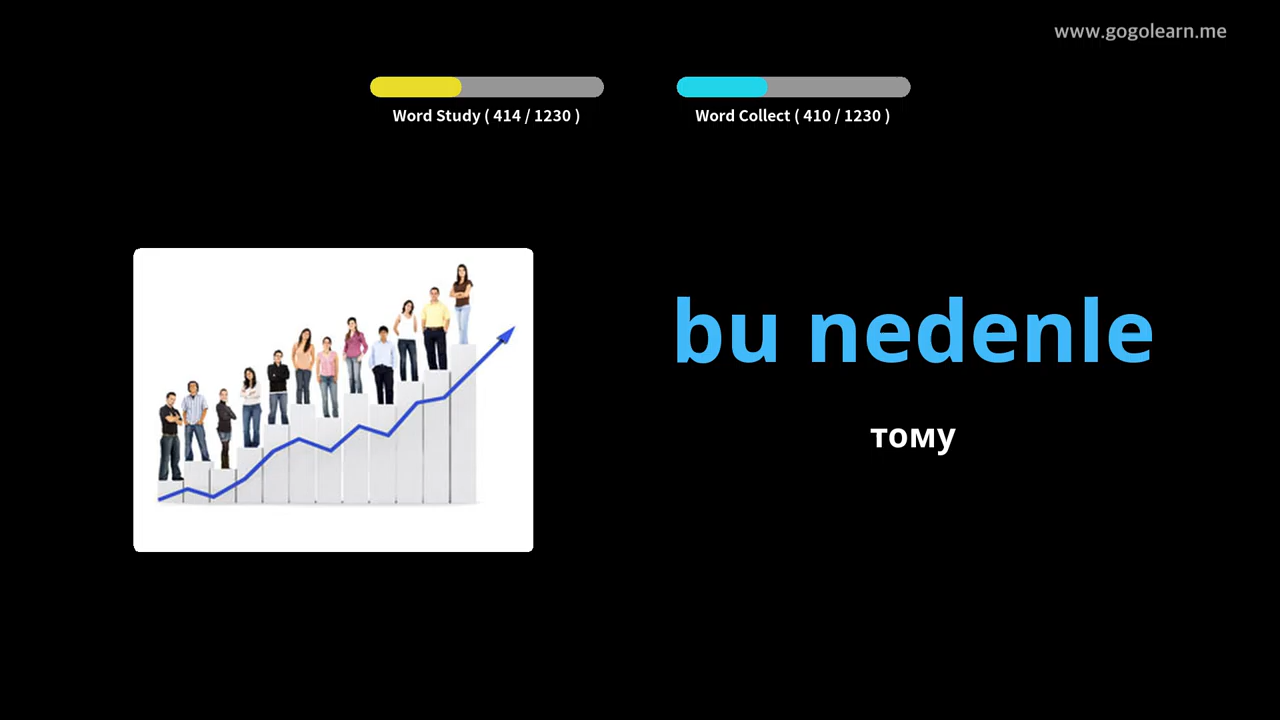 www.gogolearn.me
Word Study ( 414 / 1230 )
Word Collect ( 410 / 1230 )
bu nedenle
тому